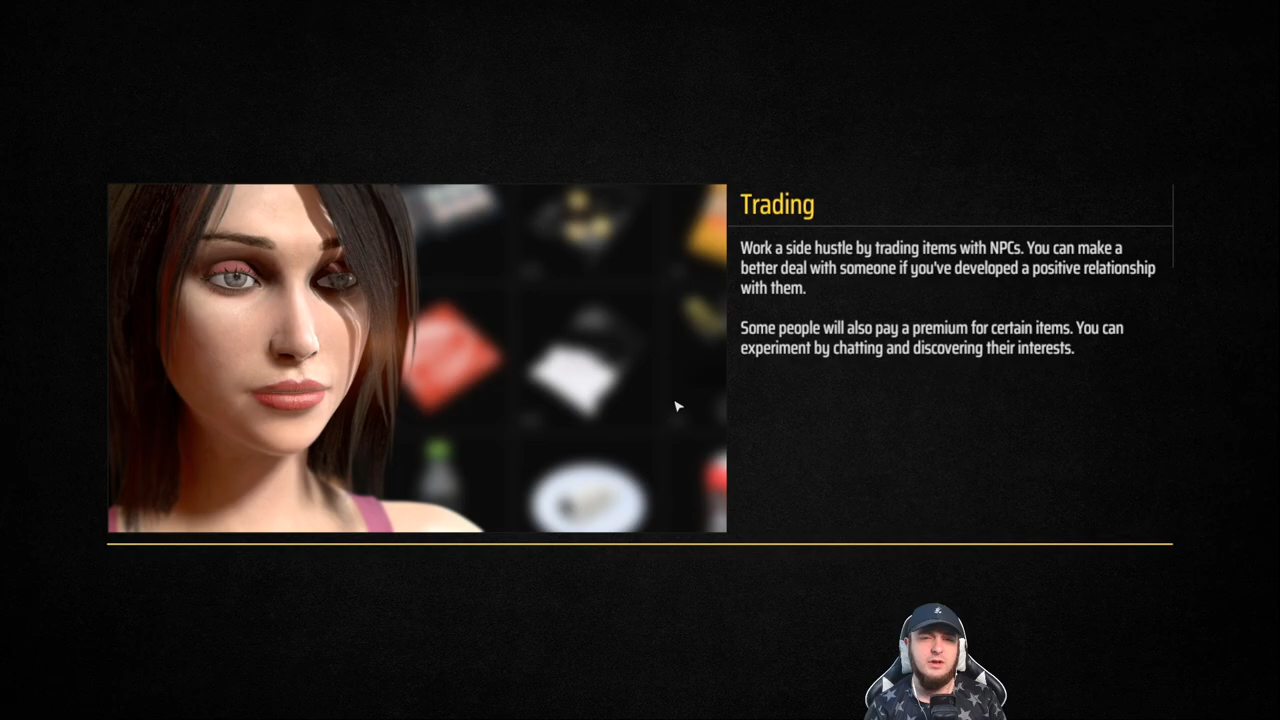 Trading
Work a side hustle by trading items with NPCs. You can make a
better deal with someone if you've developed a positive relationship
with them.
Some people will also pay a premium for certain items. You can
experiment by chatting and discovering their interests.